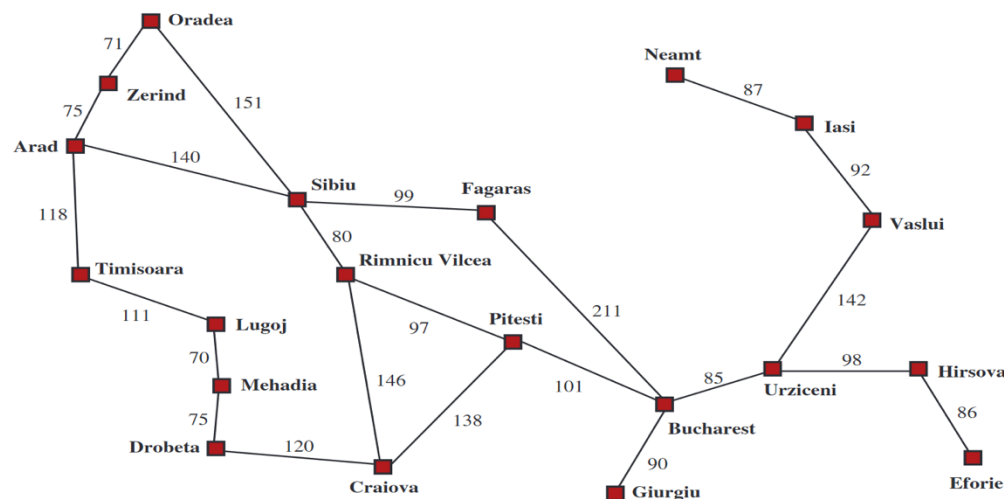 Oradea
71
Neamt
87
Zerind
75
151
Iasi
Arad
140
92
Sibiu
99
Fagaras
118
Vaslui
80
Timisoara
Rimnicu Vilcea
142
111
211
Lugoj
97
Pitesti
70
98
Hirsova
146
101
85
Urziceni
Mehadia
75
138
86
Bucharest
120
Drobeta
90
Craiova
Giurgiu
Eforie